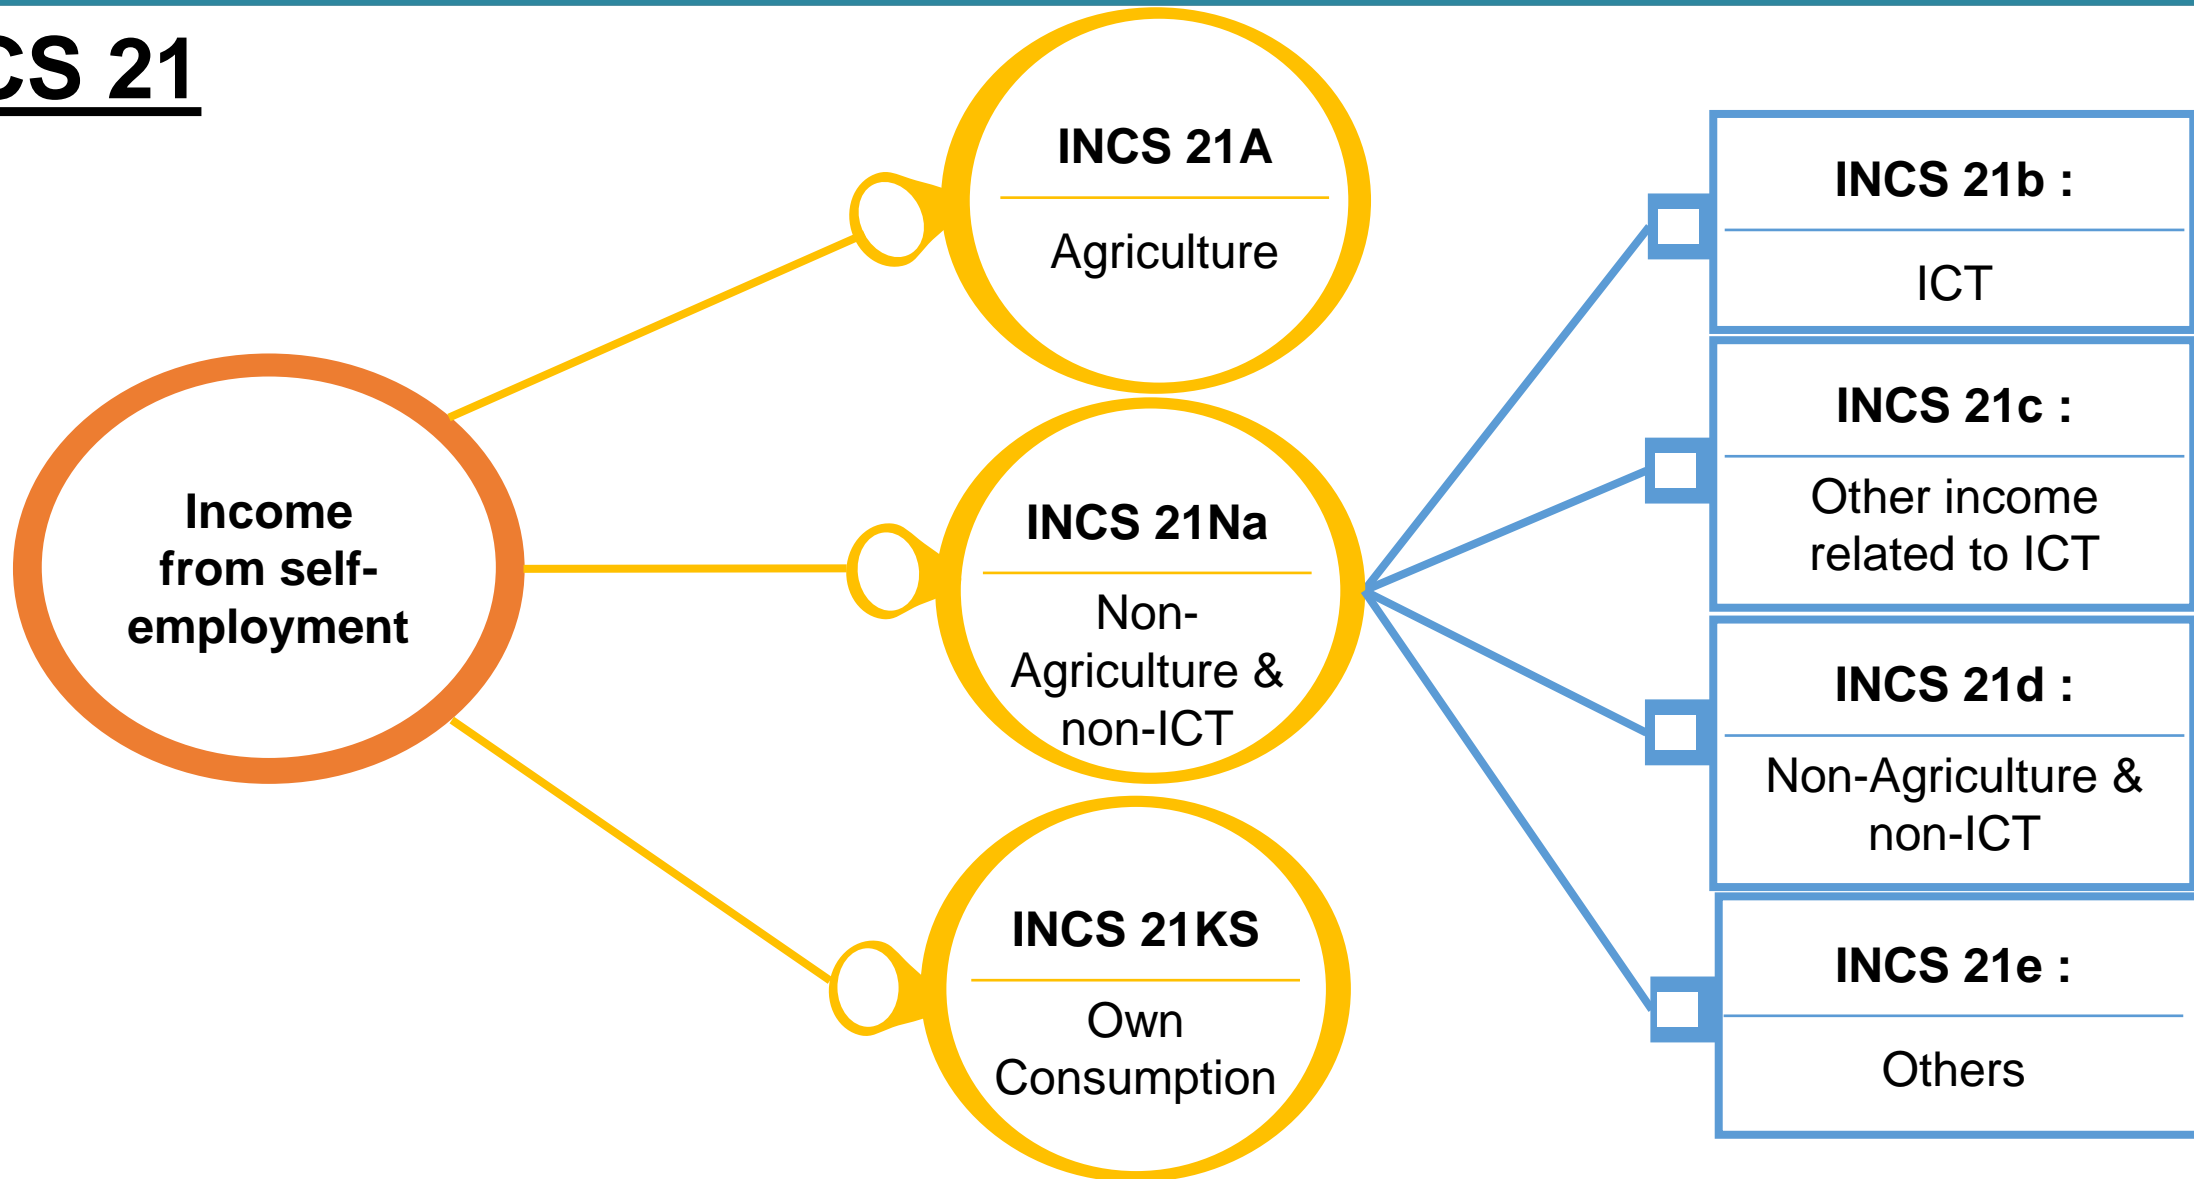 CS 21
INCS 21A
Agriculture
Income
from self-
employment
INCS 21Na
Non-
Agriculture &
non-ICT
INCS 21KS
Own
Consumption
INCS 21b :
ICT
INCS 21c :
Other income
related to ICT
INCS 21d :
Non-Agriculture &
non-ICT
INCS 21e :
Others